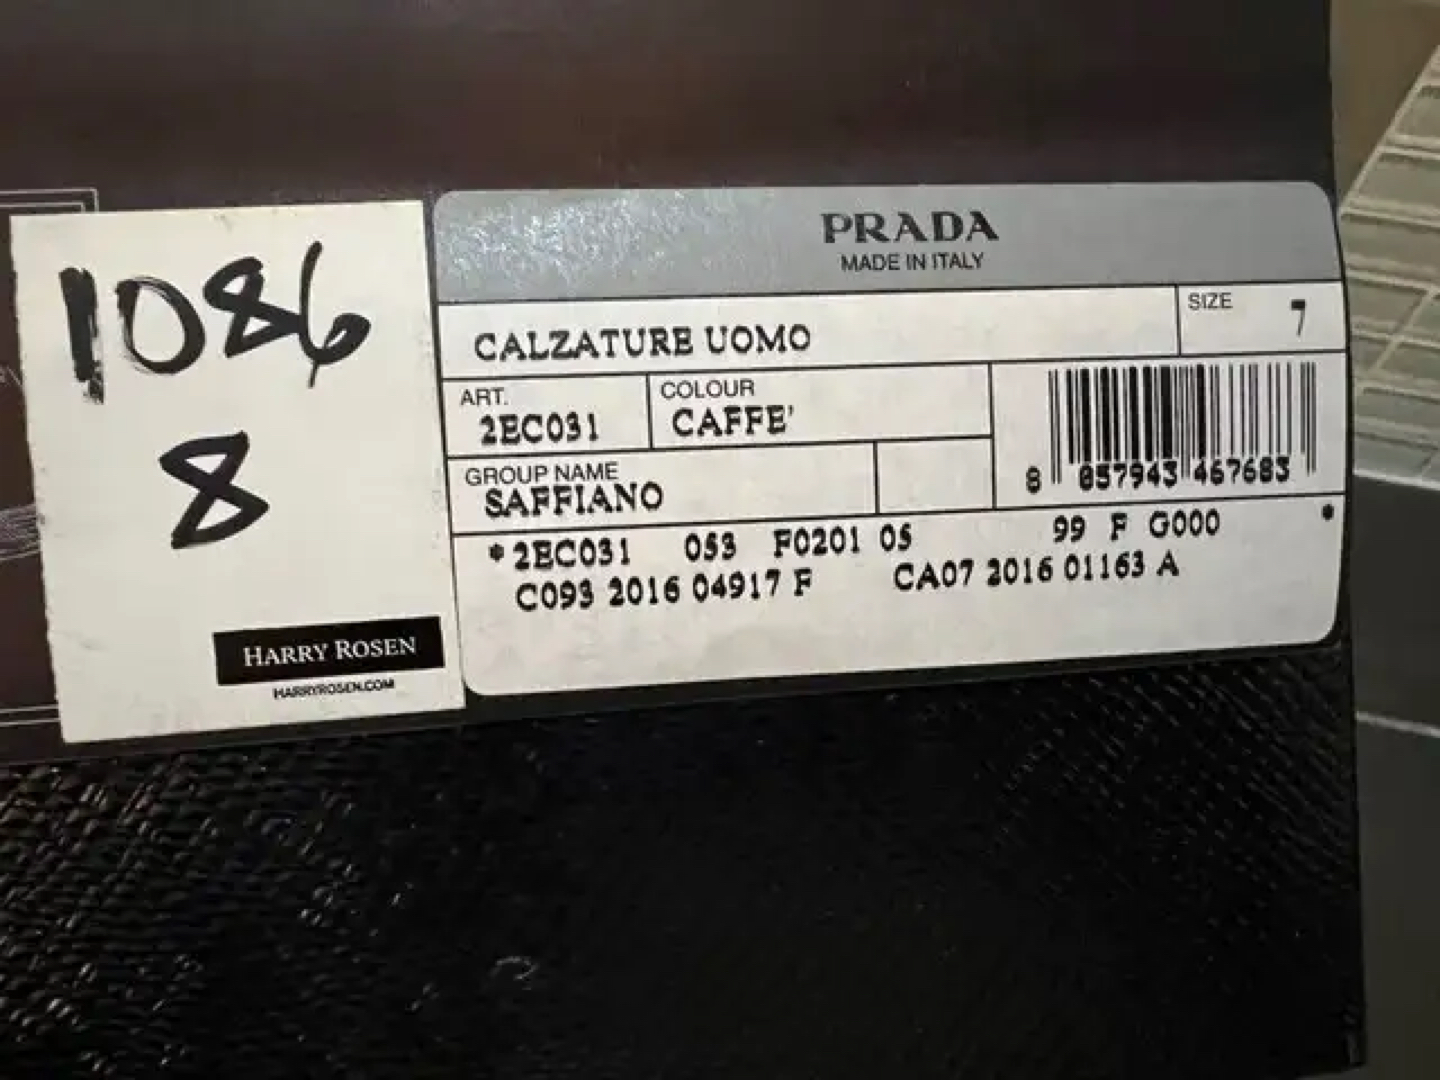 1086
8
HARRY ROSEN
HARRYROSEN.COM
PRADA
MADE IN ITALY
CALZATURE UOMO
SIZE 7
ART.
2EC031
COLOUR
CAFFE'
GROUP NAME
SAFFIANO
8 057943 467683
*2EC031 053 F0201 05 99 F G000 *
C093 2016 04917 F CA07 2016 01163 A